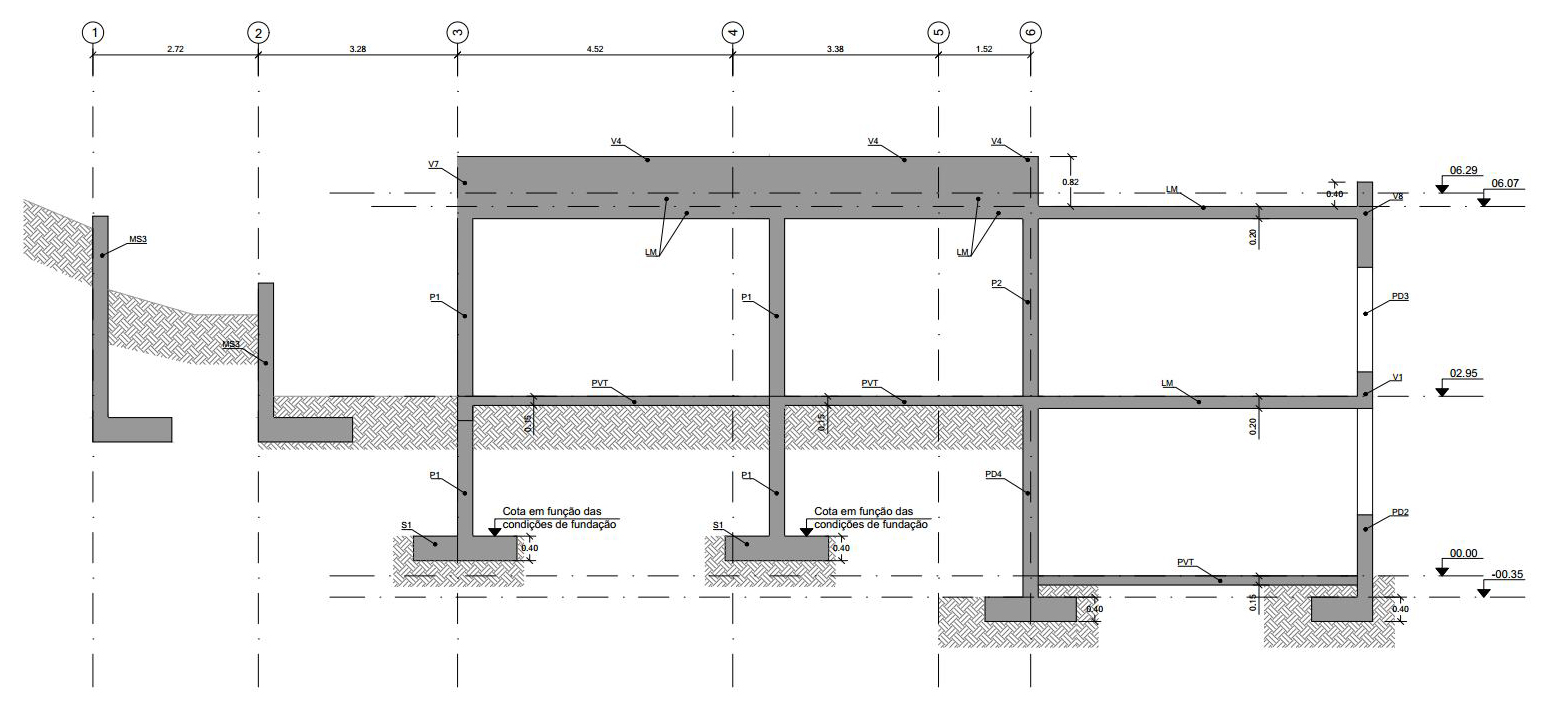 1 2 3 4 5 6
2.72 3.28 4.52 3.38 1.52
V4 V4 V4
V7
06.29
06.07
0.82
LM
0.40
V8
MS3
0.20
LM LM
P1 P1 P2
PD3
MS3
02.95
PVT PVT LM V1
0.15 0.15 0.20
P1 P1 PD4
Cota em função das
condições de fundação
Cota em função das
condições de fundação
S1 S1
PD2
0.40 0.40
00.00
PVT
-00.35
0.15
0.40 0.40